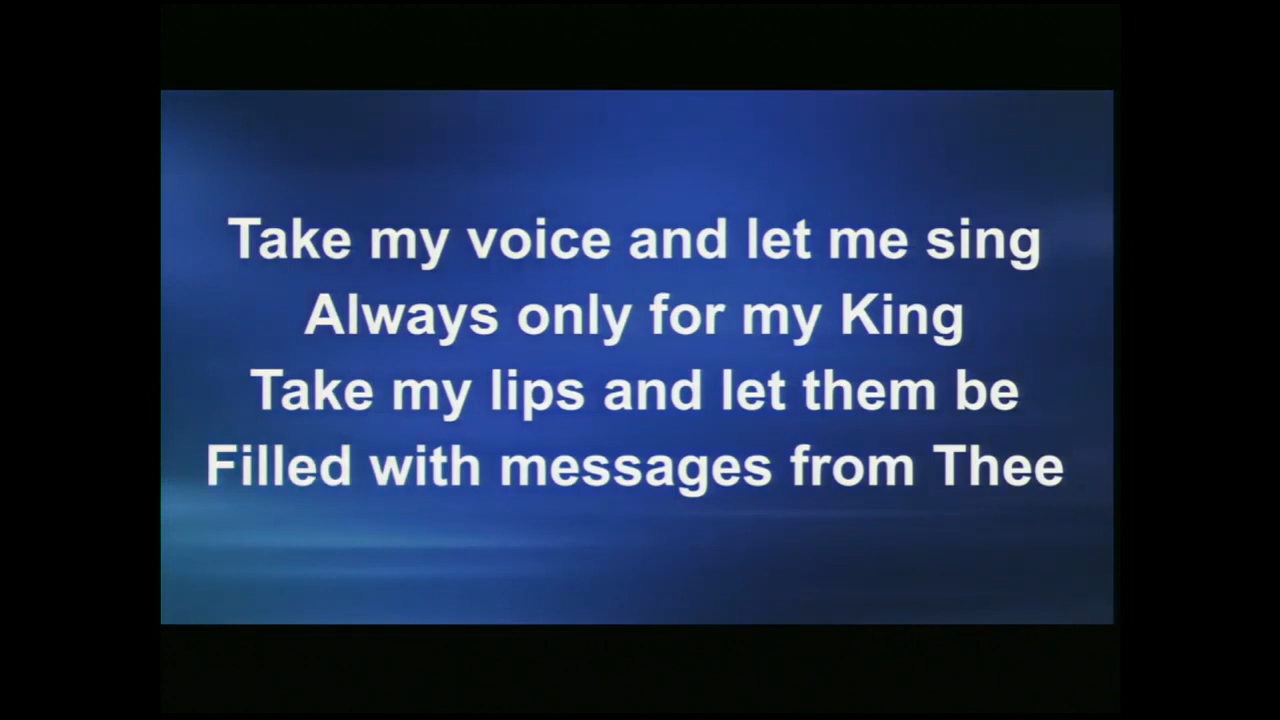 Take my voice and let me sing
Always only for my King
Take my lips and let them be
Filled with messages from Thee